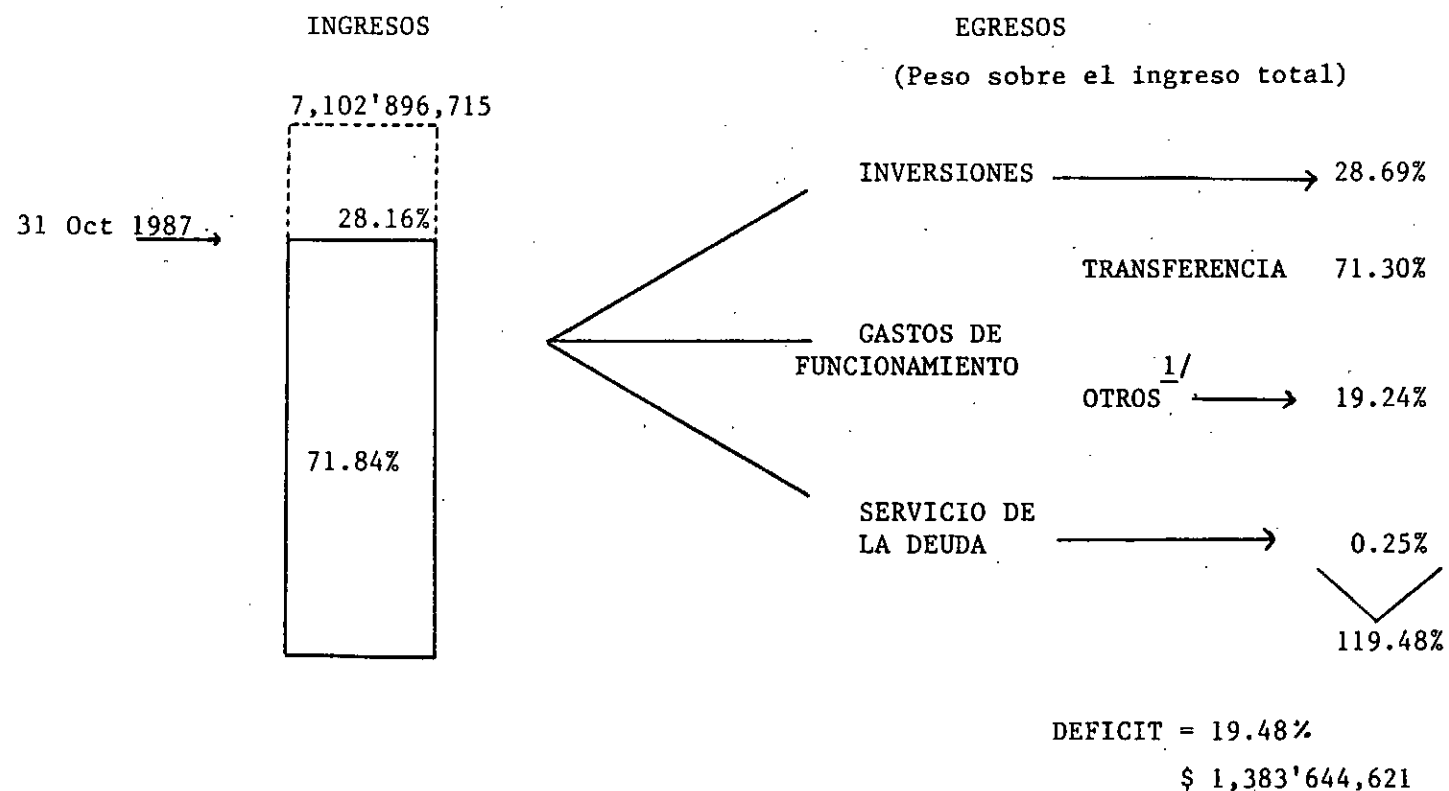 INGRESOS
7,102'896,715
31 Oct 1987
28.16%
71.84%
EGRESOS
(Peso sobre el ingreso total)
INVERSIONES 28.69%
TRANSFERENCIA 71.30%
GASTOS DE
FUNCIONAMIENTO
OTROS 1/ 19.24%
SERVICIO DE
LA DEUDA 0.25%
119.48%
DEFICIT = 19.48%
$ 1,383'644,621